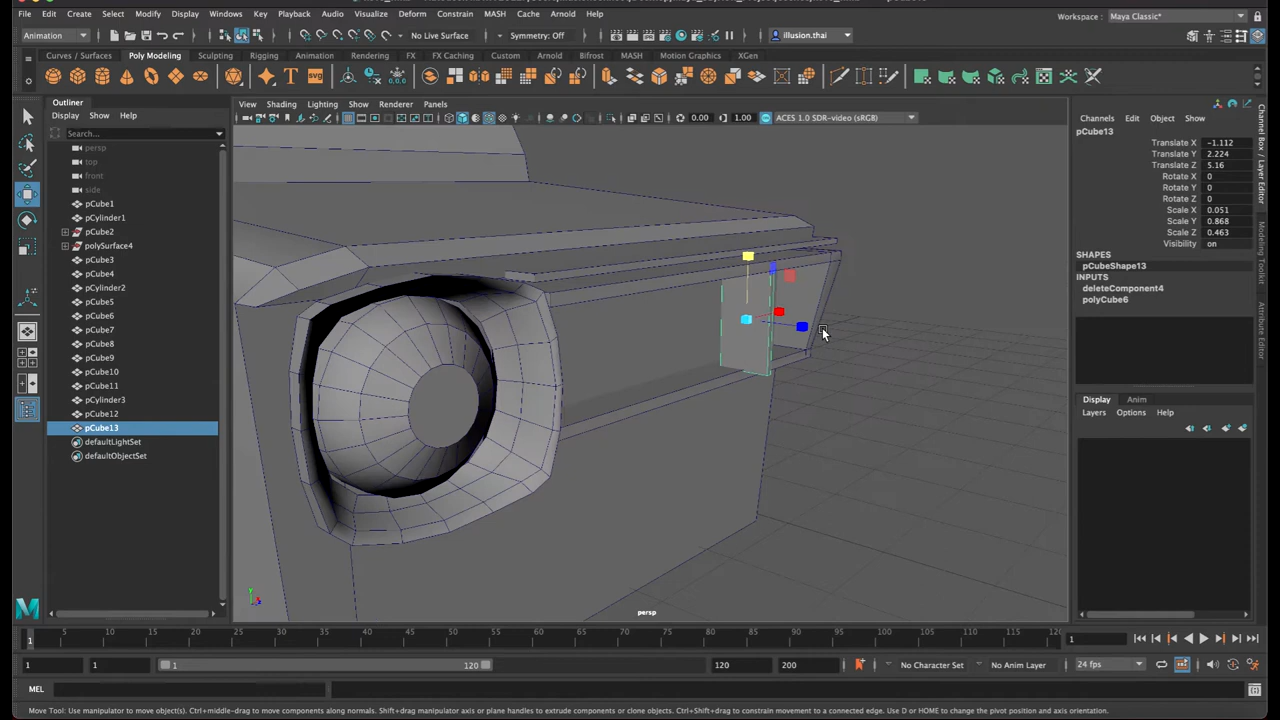 File Edit Create Select Modify Display Windows Key Playback Audio Visualize Deform Constrain MASH Cache Arnold Help
Workspace : Maya Classic*
Animation No Live Surface Symmetry: Off illusion.thai
Curves / Surfaces Poly Modeling Sculpting Rigging Animation Rendering FX FX Caching Custom Arnold Bifrost MASH Motion Graphics XGen
Outliner
Display Show Help
Search...
persp
top
front
side
pCube1
pCylinder1
pCube2
polySurface4
pCube3
pCube4
pCylinder2
pCube5
pCube6
pCube7
pCube8
pCube9
pCube10
pCube11
pCylinder3
pCube12
pCube13
defaultLightSet
defaultObjectSet
View Shading Lighting Show Renderer Panels
0.00 1.00 ACES 1.0 SDR-video (sRGB)
persp
Channels Edit Object Show
pCube13
Translate X -1.112
Translate Y 2.224
Translate Z 5.16
Rotate X 0
Rotate Y 0
Rotate Z 0
Scale X 0.051
Scale Y 0.868
Scale Z 0.463
Visibility on
SHAPES
pCubeShape13
INPUTS
deleteComponent4
polyCube6
Display Anim
Layers Options Help
Channel Box / Layer Editor
Modeling Toolkit
Attribute Editor
1 5 10 15 20 25 30 35 40 45 50 55 60 65 70 75 80 85 90 95 100 105 110 115 120 1
1 1 1 120 120 200 No Character Set No Anim Layer 24 fps
MEL
Move Tool: Use manipulator to move object(s). Ctrl+middle-drag to move components along normals. Shift+drag manipulator axis or plane handles to extrude components or clone objects. Ctrl+Shift+drag to constrain movement to a connected edge. Use D or HOME to change the pivot position and axis orientation.